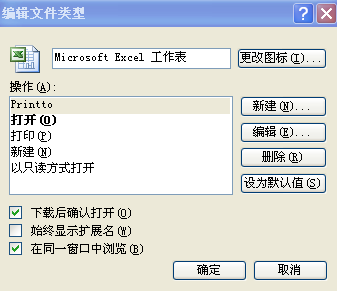 编辑文件类型
Microsoft Excel 工作表
更改图标(I)...
操作(A):
Printto
打开(O)
打印(P)
新建(N)
以只读方式打开
新建(N)...
编辑(E)...
删除(R)
设为默认值(S)
下载后确认打开(O)
始终显示扩展名(W)
在同一窗口中浏览(B)
确定
取消